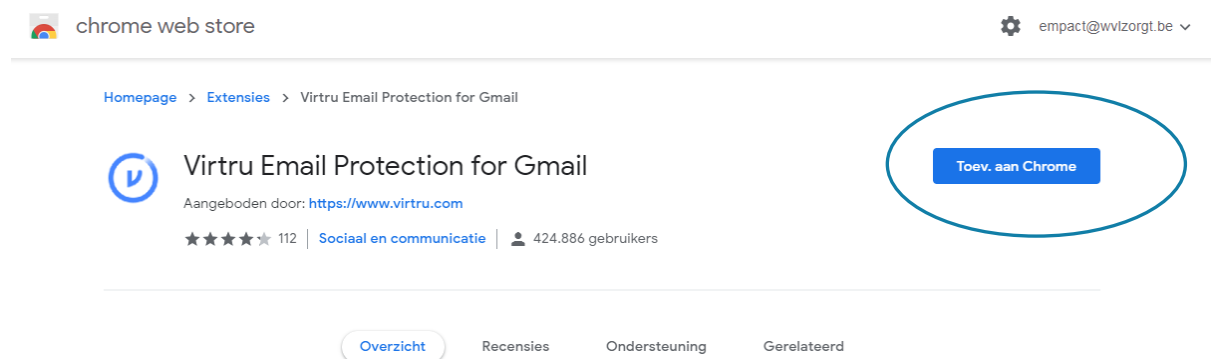 chrome web store
empact@wvlzorgt.be
Homepage > Extensies > Virtru Email Protection for Gmail
Virtru Email Protection for Gmail
Toev. aan Chrome
Aangeboden door: https://www.virtru.com
112 | Sociaal en communicatie | 424.886 gebruikers
Overzicht Recensies Ondersteuning Gerelateerd